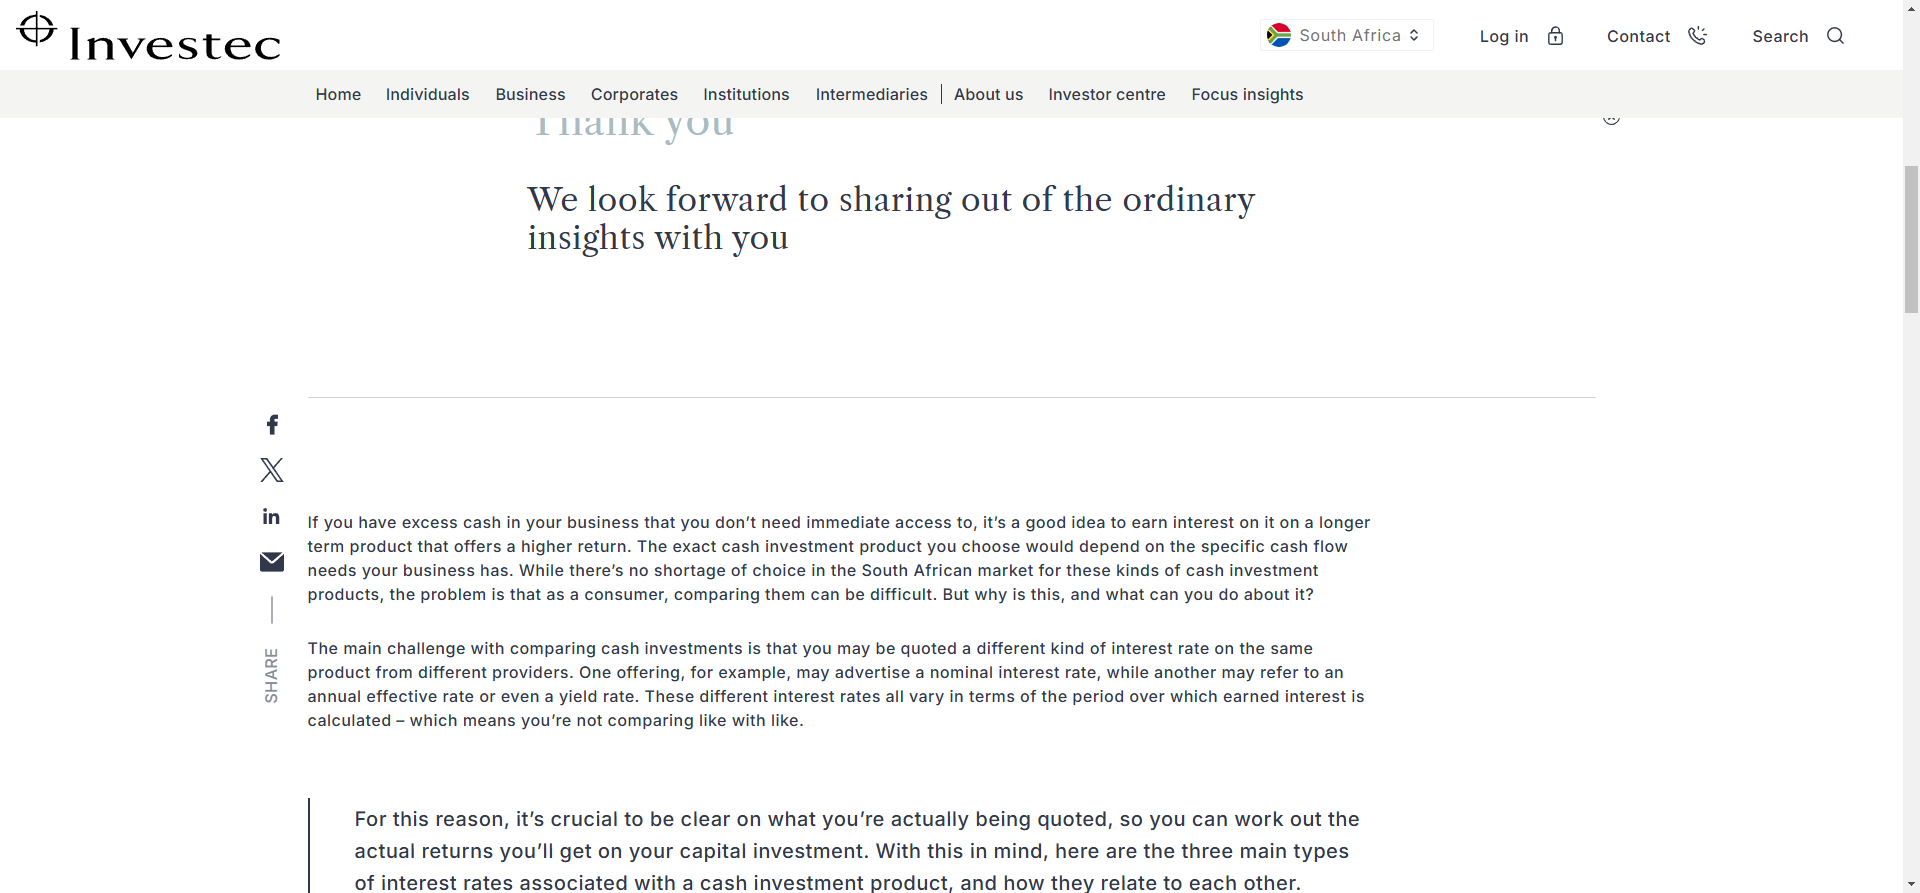 Investec
South Africa
Log in
Contact
Search
Home Individuals Business Corporates Institutions Intermediaries About us Investor centre Focus insights
Thank you
We look forward to sharing out of the ordinary
insights with you
If you have excess cash in your business that you don’t need immediate access to, it’s a good idea to earn interest on it on a longer
term product that offers a higher return. The exact cash investment product you choose would depend on the specific cash flow
needs your business has. While there’s no shortage of choice in the South African market for these kinds of cash investment
products, the problem is that as a consumer, comparing them can be difficult. But why is this, and what can you do about it?
SHARE
The main challenge with comparing cash investments is that you may be quoted a different kind of interest rate on the same
product from different providers. One offering, for example, may advertise a nominal interest rate, while another may refer to an
annual effective rate or even a yield rate. These different interest rates all vary in terms of the period over which earned interest is
calculated – which means you’re not comparing like with like.
For this reason, it’s crucial to be clear on what you’re actually being quoted, so you can work out the
actual returns you’ll get on your capital investment. With this in mind, here are the three main types
of interest rates associated with a cash investment product, and how they relate to each other.